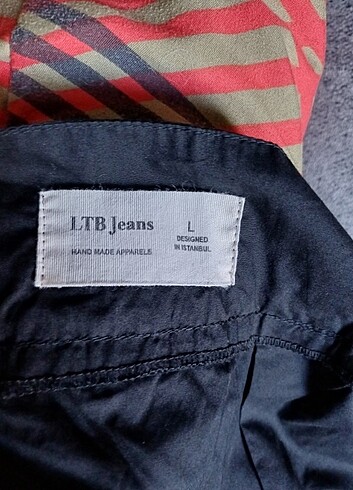 LTB Jeans
HAND MADE APPARELS
L
DESIGNED
IN ISTANBUL